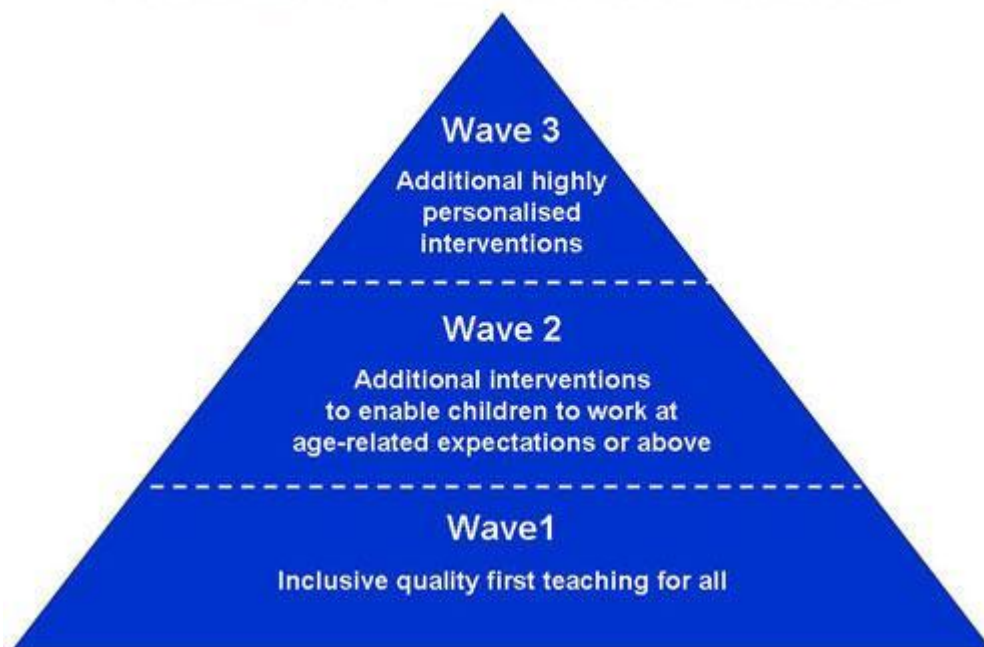 Wave 3
Additional highly
personalised
interventions
Wave 2
Additional interventions
to enable children to work at
age-related expectations or above
Wave1
Inclusive quality first teaching for all